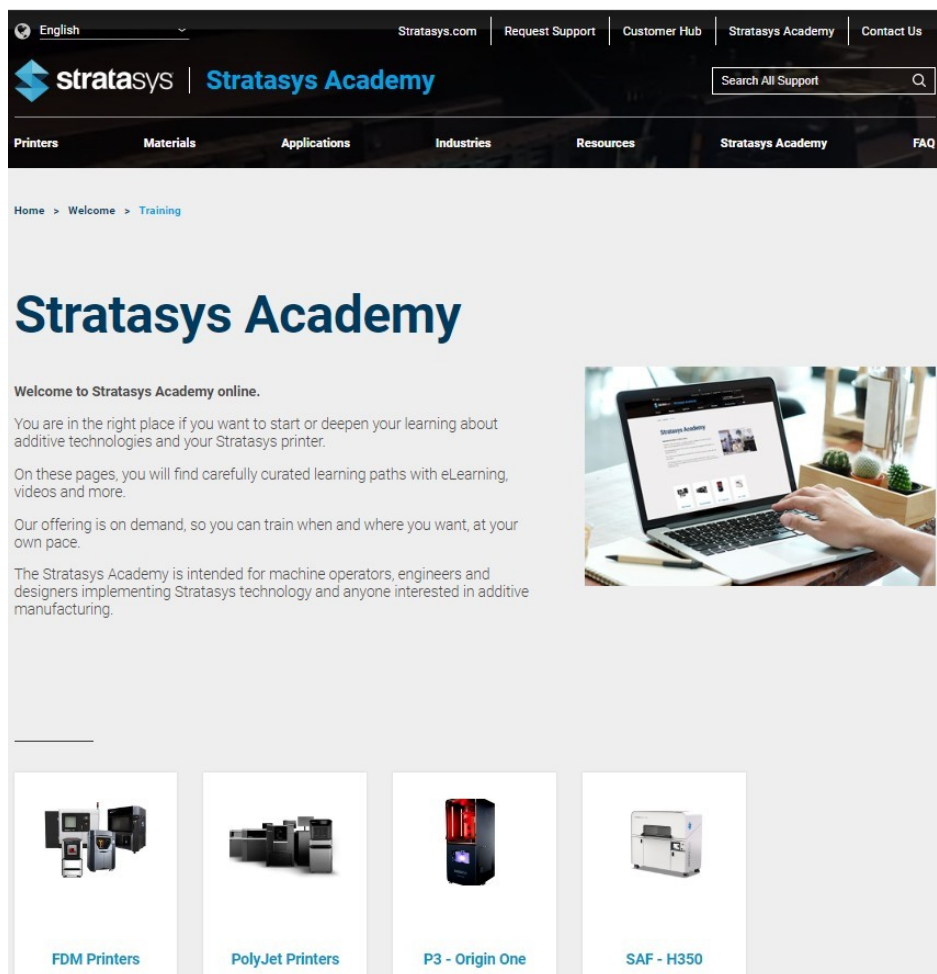 English
Stratasys.com
Request Support
Customer Hub
Stratasys Academy
Contact Us
stratasys
Stratasys Academy
Search All Support
Printers
Materials
Applications
Industries
Resources
Stratasys Academy
FAQ
Home > Welcome > Training
Stratasys Academy
Welcome to Stratasys Academy online.
You are in the right place if you want to start or deepen your learning about
additive technologies and your Stratasys printer.
On these pages, you will find carefully curated learning paths with eLearning,
videos and more.
Our offering is on demand, so you can train when and where you want, at your
own pace.
The Stratasys Academy is intended for machine operators, engineers and
designers implementing Stratasys technology and anyone interested in additive
manufacturing.
Stratasys Academy
FDM Printers
PolyJet Printers
P3 - Origin One
SAF - H350